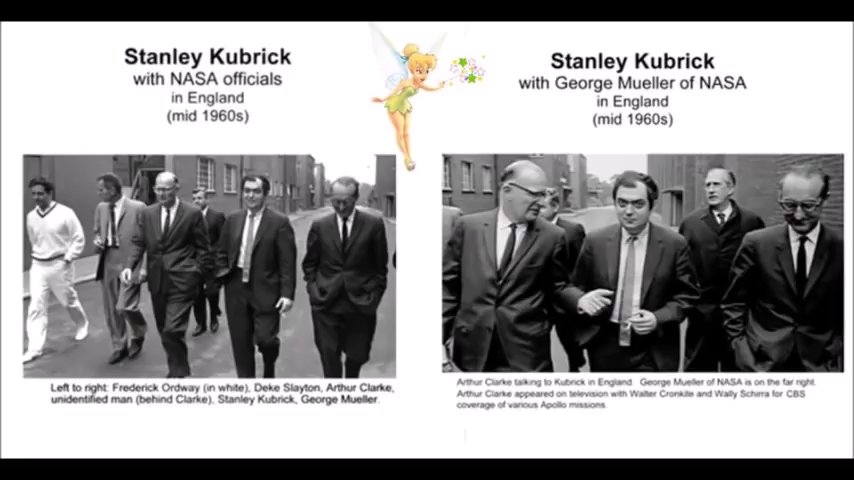 Stanley Kubrick
with NASA officials
in England
(mid 1960s)
Left to right: Frederick Ordway (in white), Deke Slayton, Arthur Clarke,
unidentified man (behind Clarke), Stanley Kubrick, George Mueller.
Stanley Kubrick
with George Mueller of NASA
in England
(mid 1960s)
Arthur Clarke talking to Kubrick in England. George Mueller of NASA is on the far right.
Arthur Clarke appeared on television with Walter Cronkite and Wally Schirra for CBS
coverage of various Apollo missions.